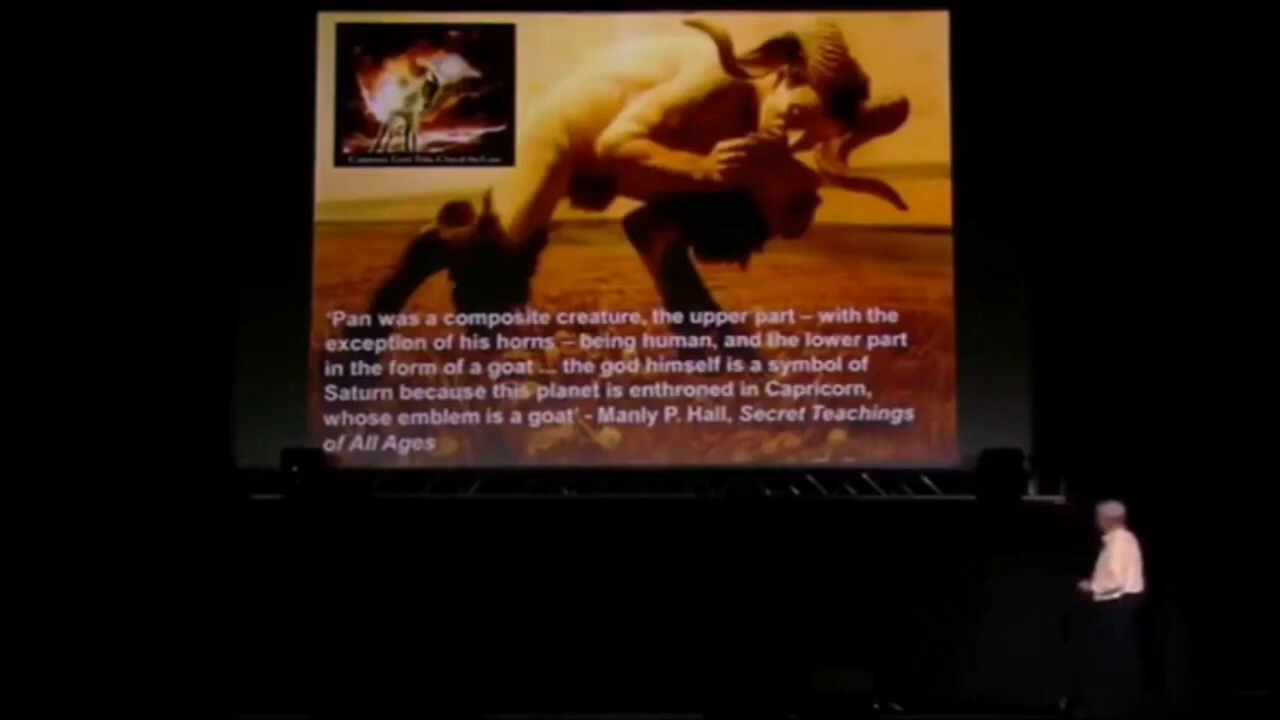 'Pan was a composite creature, the upper part – with the
exception of his horns – being human, and the lower part
in the form of a goat ... the god himself is a symbol of
Saturn because this planet is enthroned in Capricorn,
whose emblem is a goat' - Manly P. Hall, Secret Teachings
of All Ages